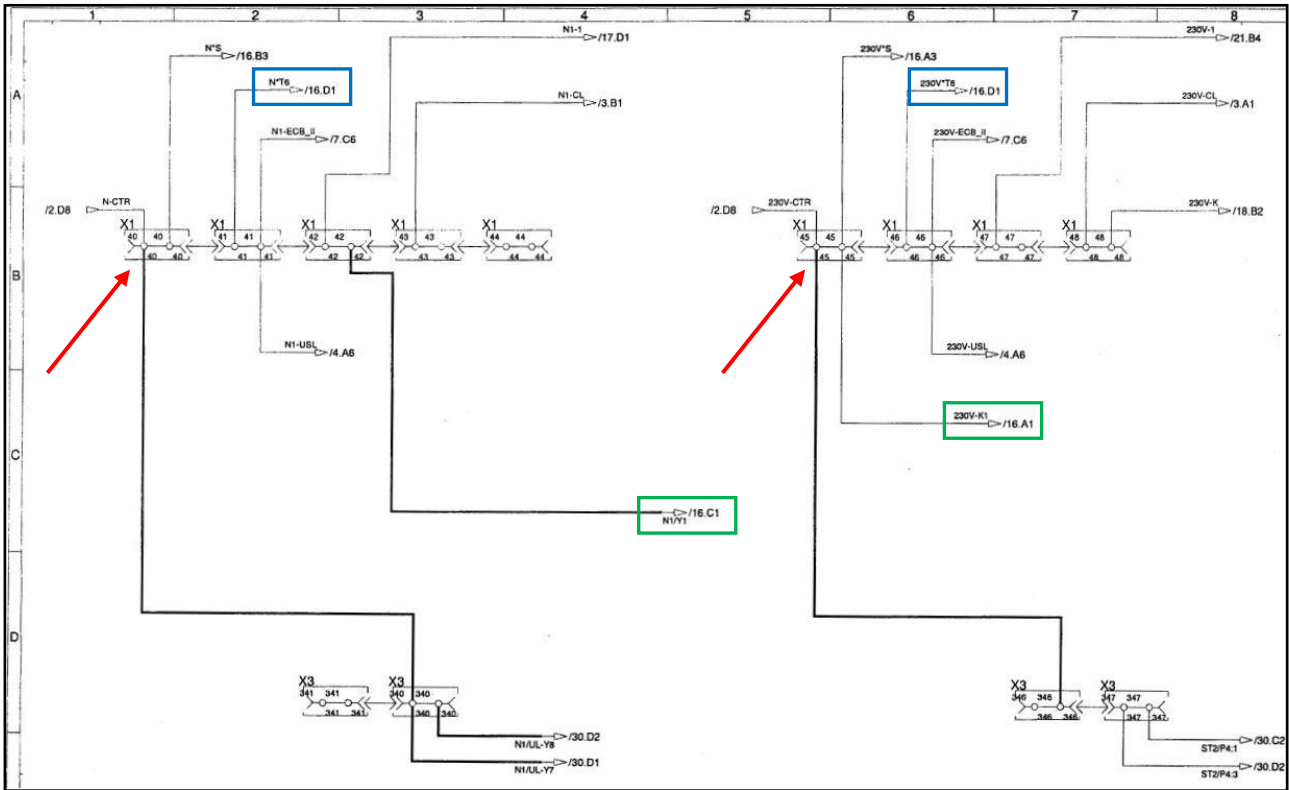 1 2 3 4 5 6 7 8
A
B
C
D
N*S /16.B3
N*T6 /16.D1
N1-ECB_II /7.C6
N1-1 /17.D1
N1-CL /3.B1
/2.D8 N-CTR
X1 40 40 40 40
X1 41 41 41 41
X1 42 42 42 42
X1 43 43 43 43
X1 44 44 44 44
N1-USL /4.A6
N1/Y1 /16.C1
X3 341 341 341 341
X3 340 340 340 340
N1/UL-Y8 /30.D2
N1/UL-Y7 /30.D1
230V*S /16.A3
230V*T6 /16.D1
230V-ECB_II /7.C6
230V-1 /21.B4
230V-CL /3.A1
/2.D8 230V-CTR
230V-K /18.B2
X1 45 45 45 45
X1 46 46 46 46
X1 47 47 47 47
X1 48 48 48 48
230V-USL /4.A6
230V-K1 /16.A1
X3 346 346 346 346
X3 347 347 347 347
ST2/P4:1 /30.C2
ST2/P4:3 /30.D2